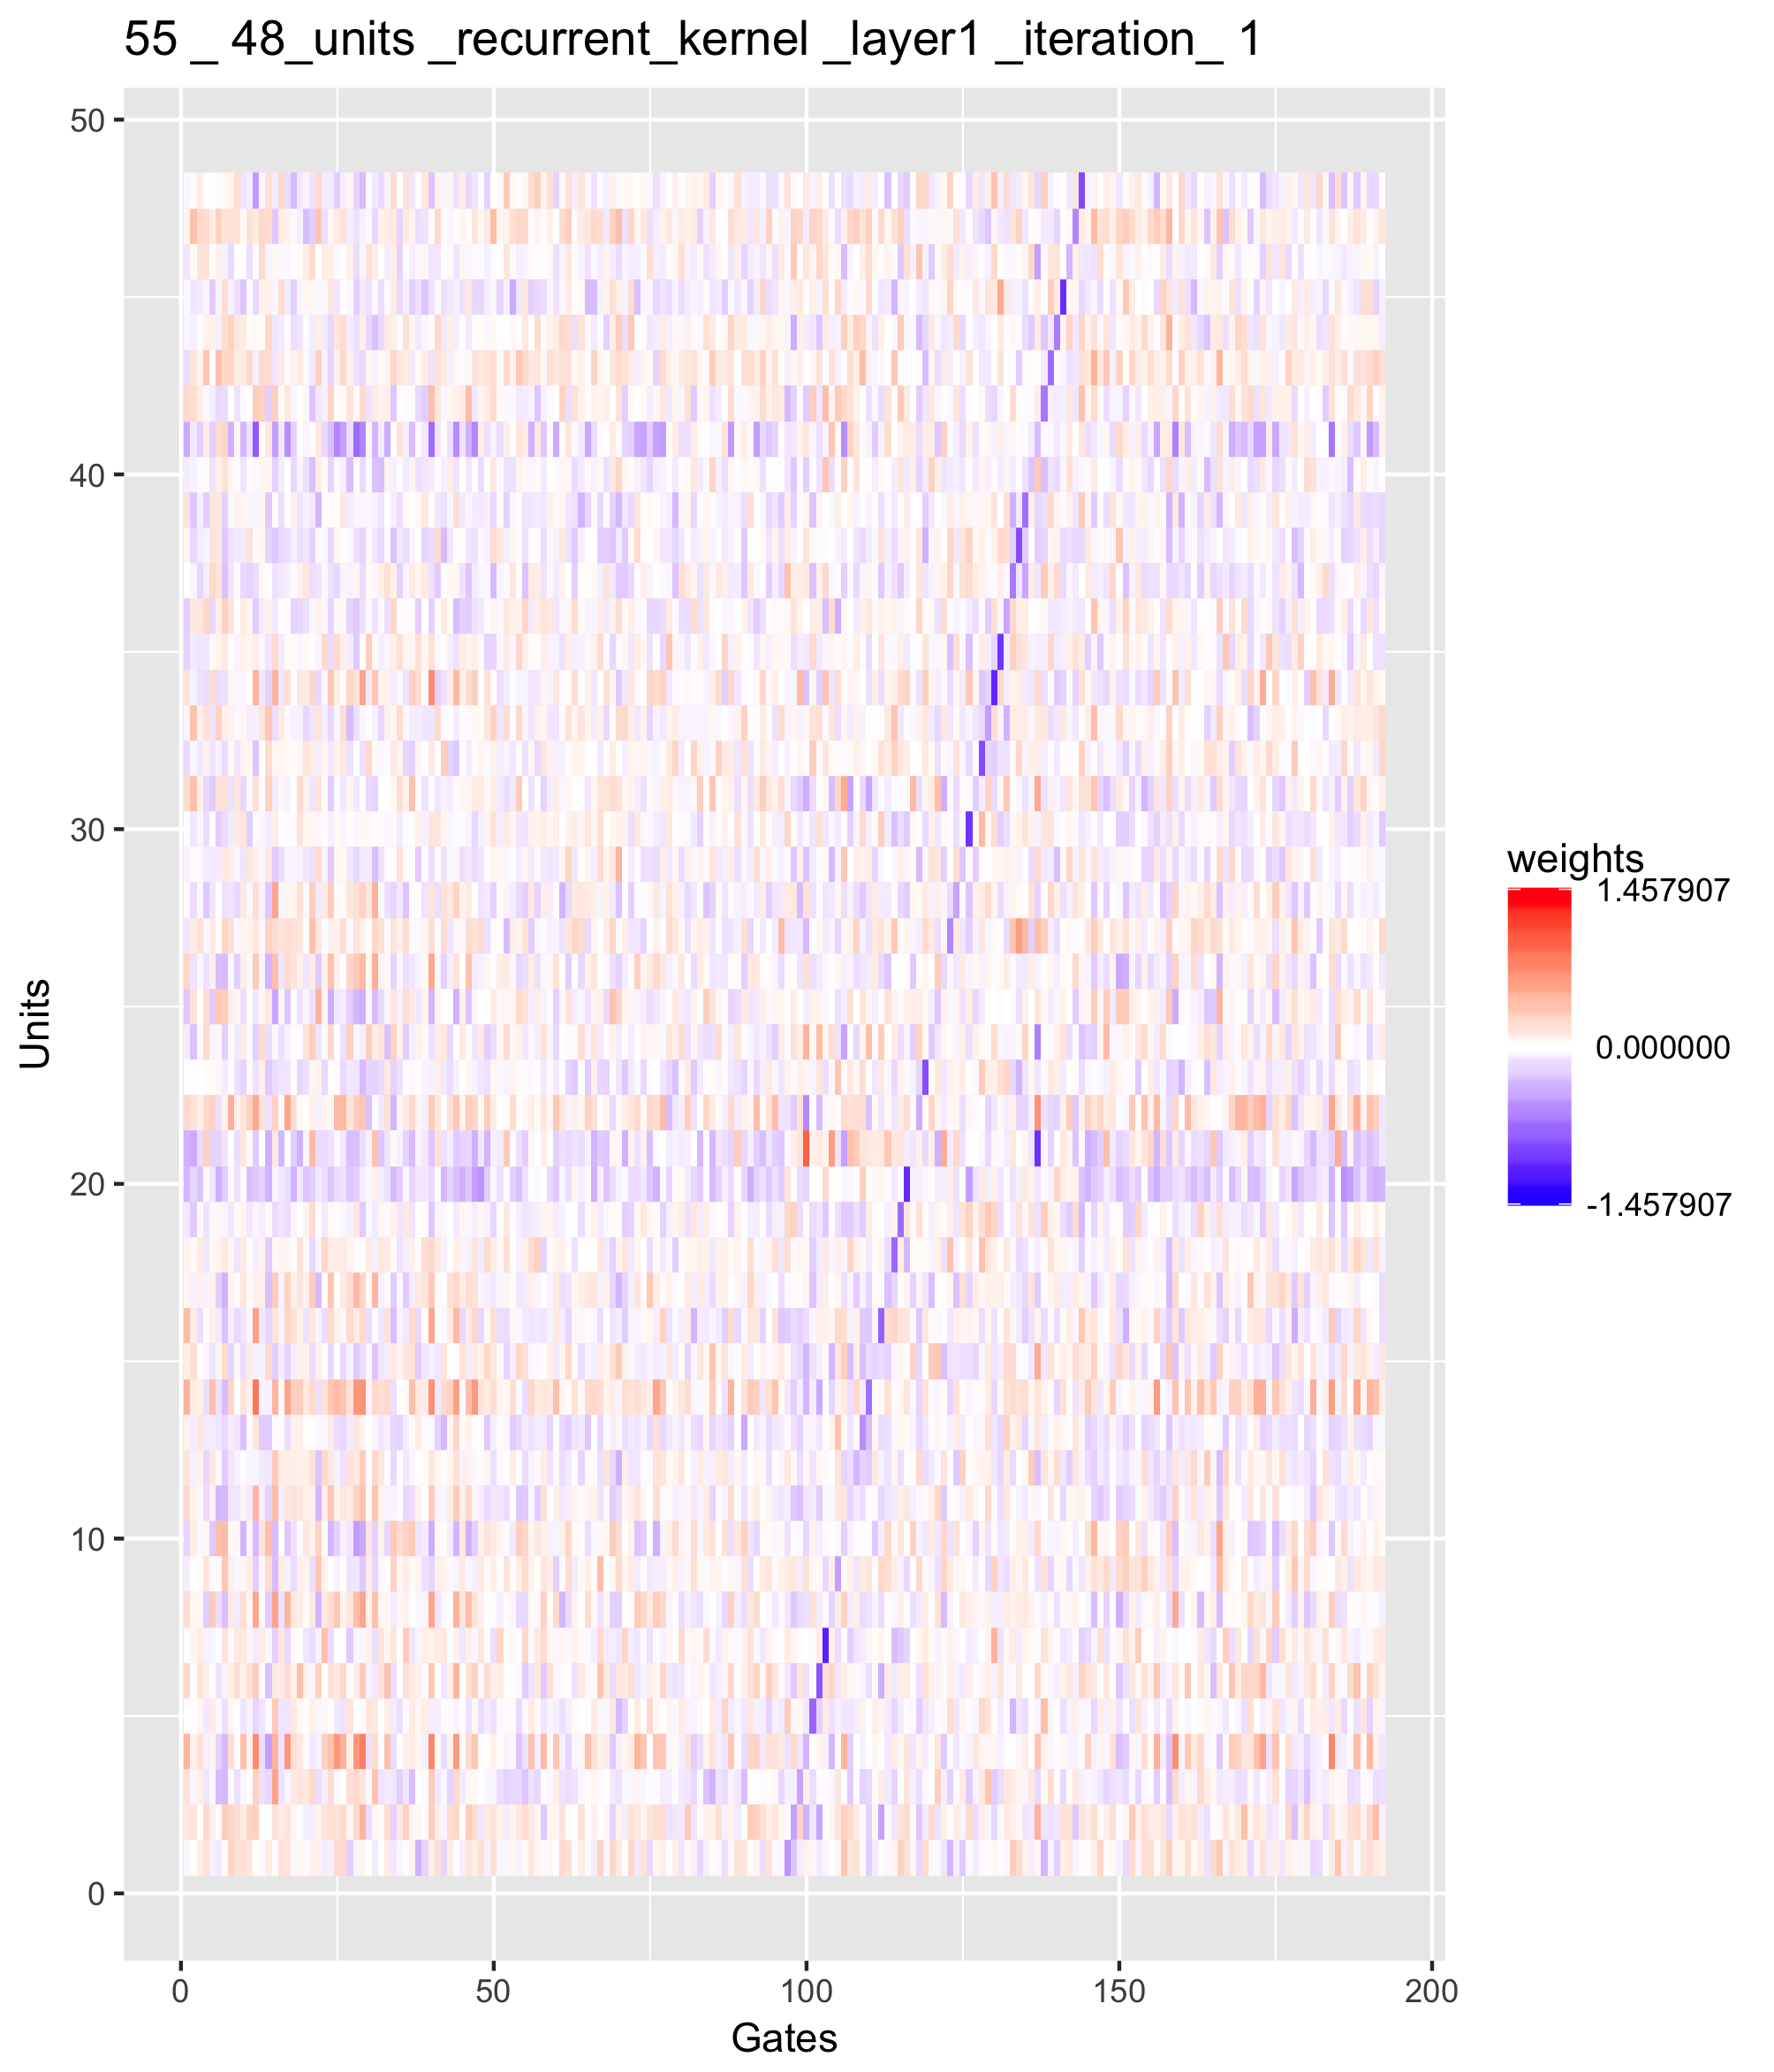 55 _ 48_units _recurrent_kernel _layer1 _iteration_ 1
50
40
30
20
10
0
Units
0 50 100 150 200
Gates
weights
1.457907
0.000000
-1.457907